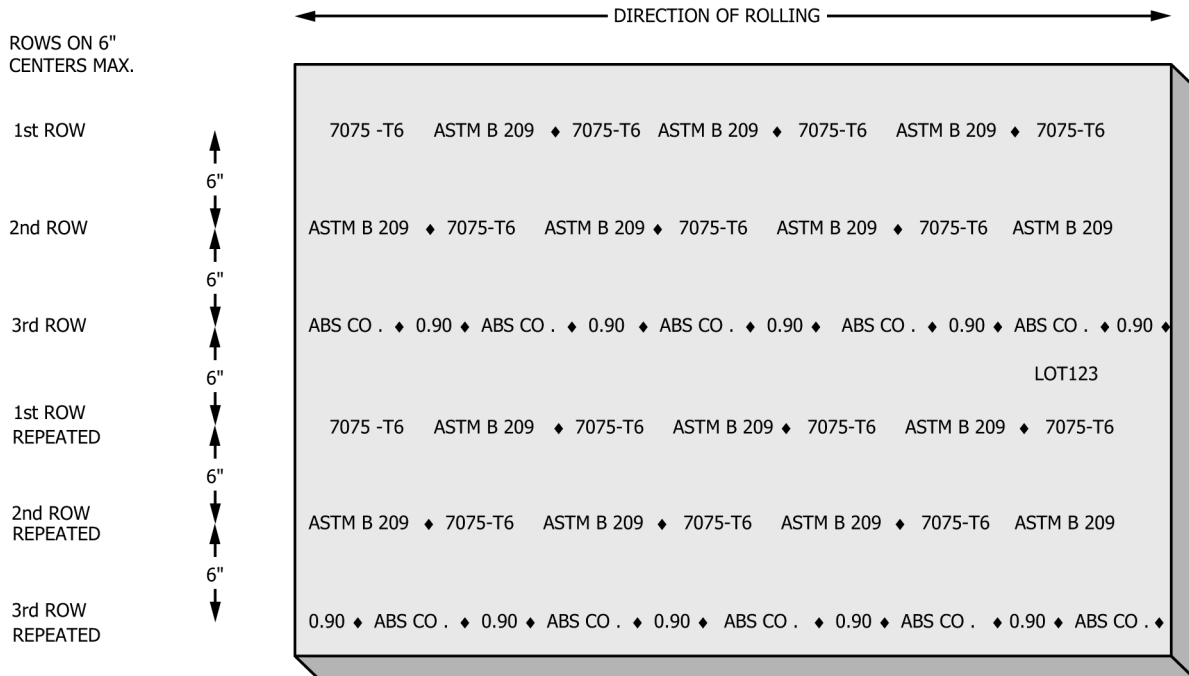 DIRECTION OF ROLLING
ROWS ON 6"
CENTERS MAX.
1st ROW 7075 -T6 ASTM B 209 ♦ 7075-T6 ASTM B 209 ♦ 7075-T6 ASTM B 209 ♦ 7075-T6
6"
2nd ROW ASTM B 209 ♦ 7075-T6 ASTM B 209 ♦ 7075-T6 ASTM B 209 ♦ 7075-T6 ASTM B 209
6"
3rd ROW ABS CO . ♦ 0.90 ♦ ABS CO . ♦ 0.90 ♦ ABS CO . ♦ 0.90 ♦ ABS CO . ♦ 0.90 ♦ ABS CO . ♦ 0.90 ♦
6" LOT123
1st ROW
REPEATED 7075 -T6 ASTM B 209 ♦ 7075-T6 ASTM B 209 ♦ 7075-T6 ASTM B 209 ♦ 7075-T6
6"
2nd ROW
REPEATED ASTM B 209 ♦ 7075-T6 ASTM B 209 ♦ 7075-T6 ASTM B 209 ♦ 7075-T6 ASTM B 209
6"
3rd ROW
REPEATED 0.90 ♦ ABS CO . ♦ 0.90 ♦ ABS CO . ♦ 0.90 ♦ ABS CO . ♦ 0.90 ♦ ABS CO . ♦ 0.90 ♦ ABS CO . ♦